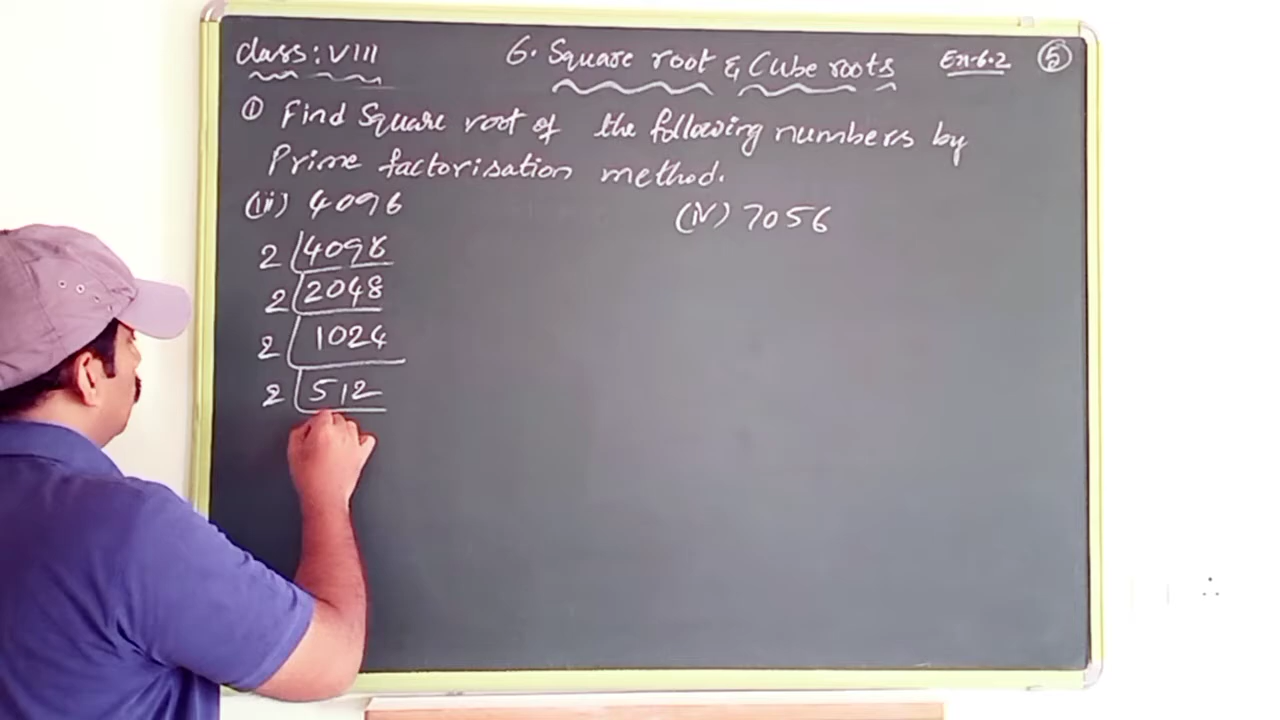 Class: VIII 6. Square root & Cube roots Ex-6.2 ⑤
① Find Square root of the following numbers by
Prime factorisation method.
(iii) 4096 (iv) 7056
2 4096
2 2048
2 1024
2 512